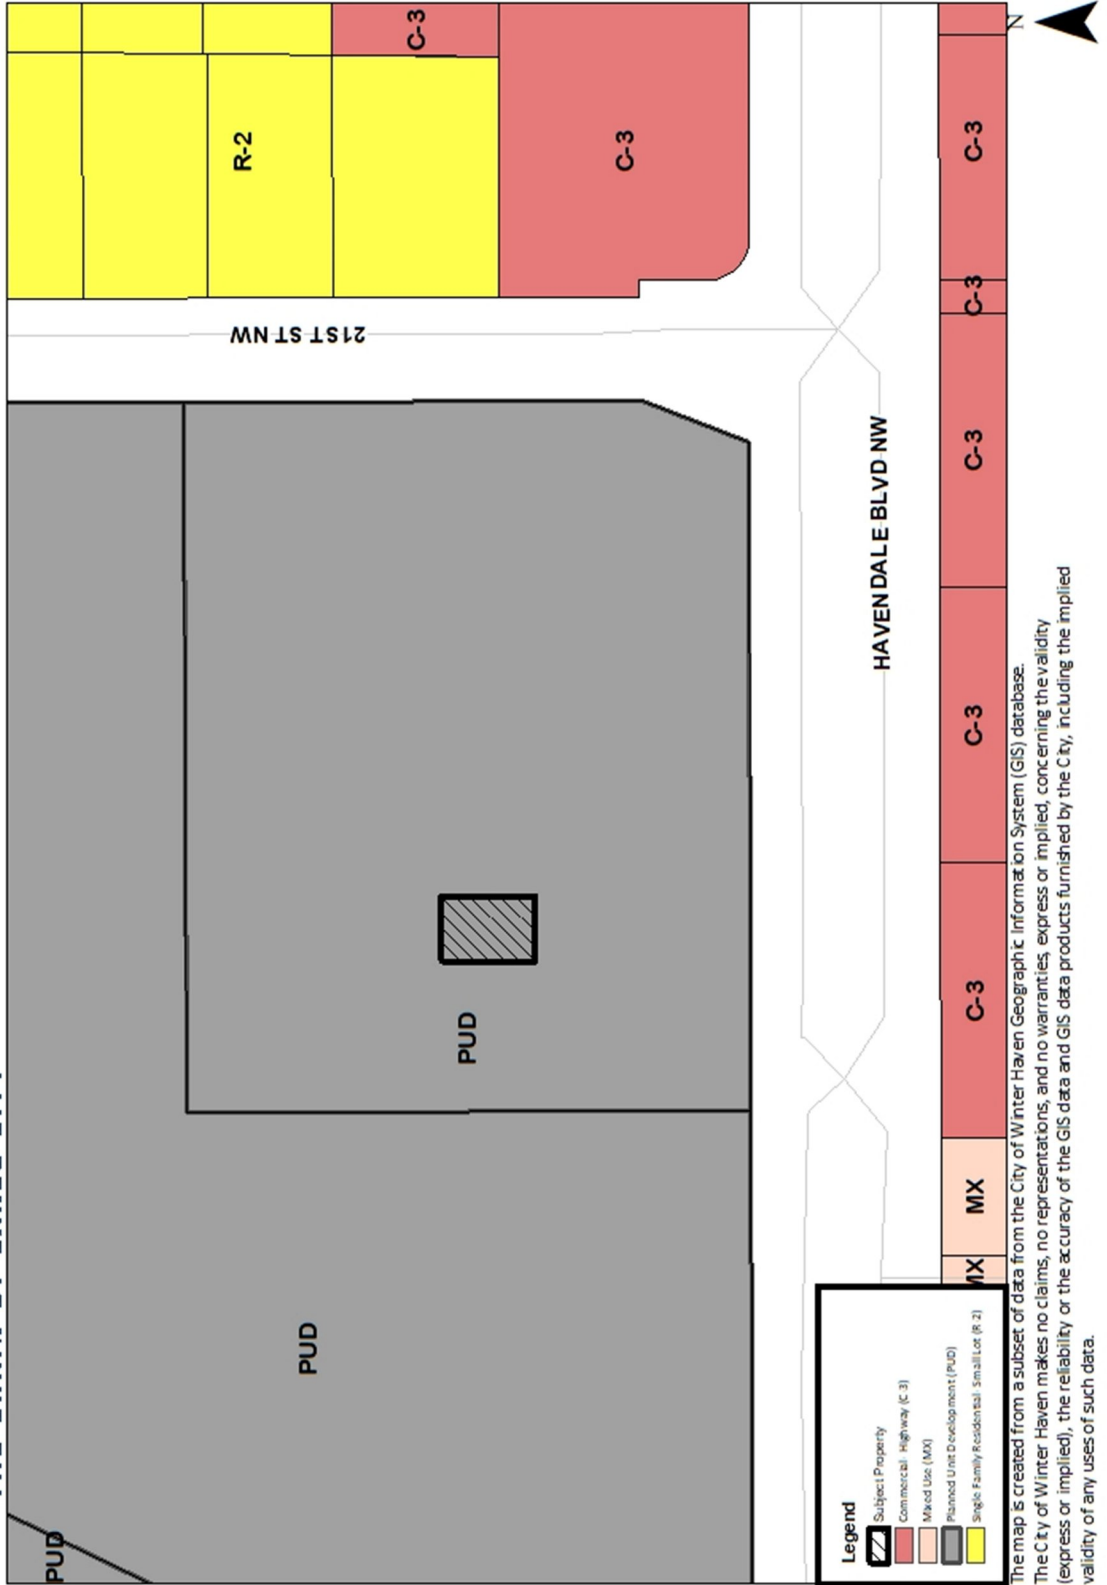 C-3
R-2
C-3
N
C-3
21ST ST NW
C-3
HAVENDALE BLVD NW
C-3
C-3
C-3
PUD
MX
MX
PUD
PUD
Legend
Subject Property
Commercial- Highway (C-3)
Mixed Use (MX)
Planned Unit Development (PUD)
Single Family Residential- Small Lot (R-2)
The map is created from a subset of data from the City of Winter Haven Geographic Information System (GIS) database.
The City of Winter Haven makes no claims, no representations, and no warranties, express or implied, concerning the validity
(express or implied), the reliability or the accuracy of the GIS data and GIS data products furnished by the City, including the implied
validity of any uses of such data.